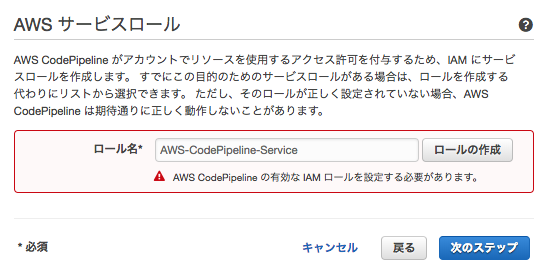 AWS サービスロール
AWS CodePipeline がアカウントでリソースを使用するアクセス許可を付与するため、IAM にサービ
スロールを作成します。 すでにこの目的のためのサービスロールがある場合は、ロールを作成する
代わりにリストから選択できます。 ただし、そのロールが正しく設定されていない場合、AWS
CodePipeline は期待通りに正しく動作しないことがあります。
ロール名* AWS-CodePipeline-Service ロールの作成
AWS CodePipeline の有効な IAM ロールを設定する必要があります。
* 必須 キャンセル 戻る 次のステップ